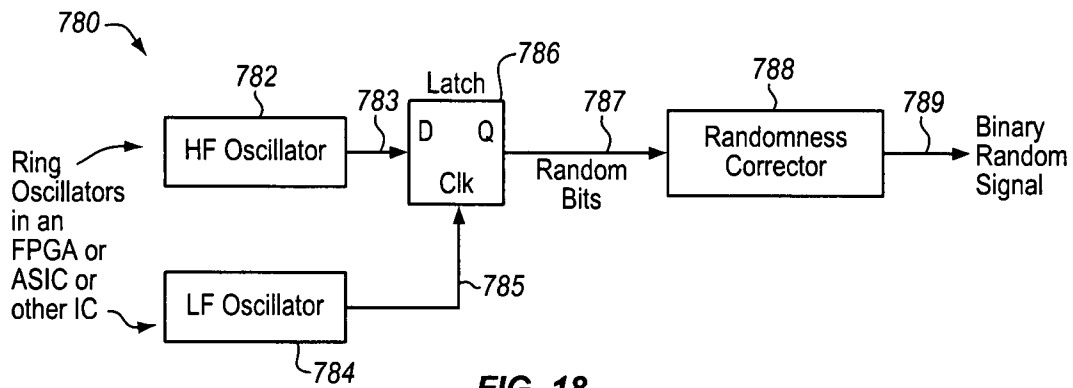 780
782
783
Latch
786
787
788
789
HF Oscillator
D Q
Clk
Random
Bits
Randomness
Corrector
Binary
Random
Signal
Ring
Oscillators
in an
FPGA or
ASIC or
other IC
LF Oscillator
785
784
FIG. 18